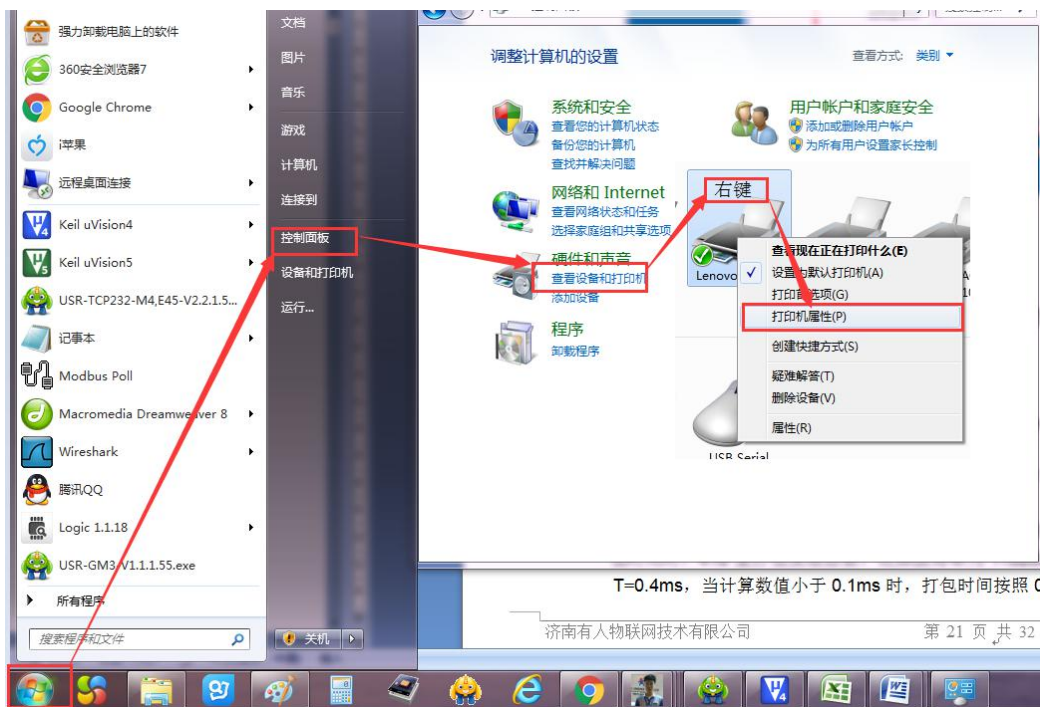 强力卸载电脑上的软件
360安全浏览器7
Google Chrome
i苹果
远程桌面连接
Keil uVision4
Keil uVision5
USR-TCP232-M4,E45-V2.2.1.5...
记事本
Modbus Poll
Macromedia Dreamweaver 8
Wireshark
腾讯QQ
Logic 1.1.18
USR-GM3-V1.1.1.55.exe
所有程序
搜索程序和文件
文档
图片
音乐
游戏
计算机
连接到
控制面板
设备和打印机
运行...
关机
调整计算机的设置
查看方式: 类别
系统和安全
查看您的计算机状态
备份您的计算机
查找并解决问题
用户帐户和家庭安全
添加或删除用户帐户
为所有用户设置家长控制
网络和 Internet
查看网络状态和任务
选择家庭组和共享选项
硬件和声音
查看设备和打印机
添加设备
程序
卸载程序
右键
Lenovo
查看现在正在打印什么(E)
设置为默认打印机(A)
打印首选项(G)
打印机属性(P)
创建快捷方式(S)
疑难解答(T)
删除设备(V)
属性(R)
USB Serial
T=0.4ms，当计算数值小于 0.1ms 时，打包时间按照
济南有人物联网技术有限公司
第 21 页 共 32